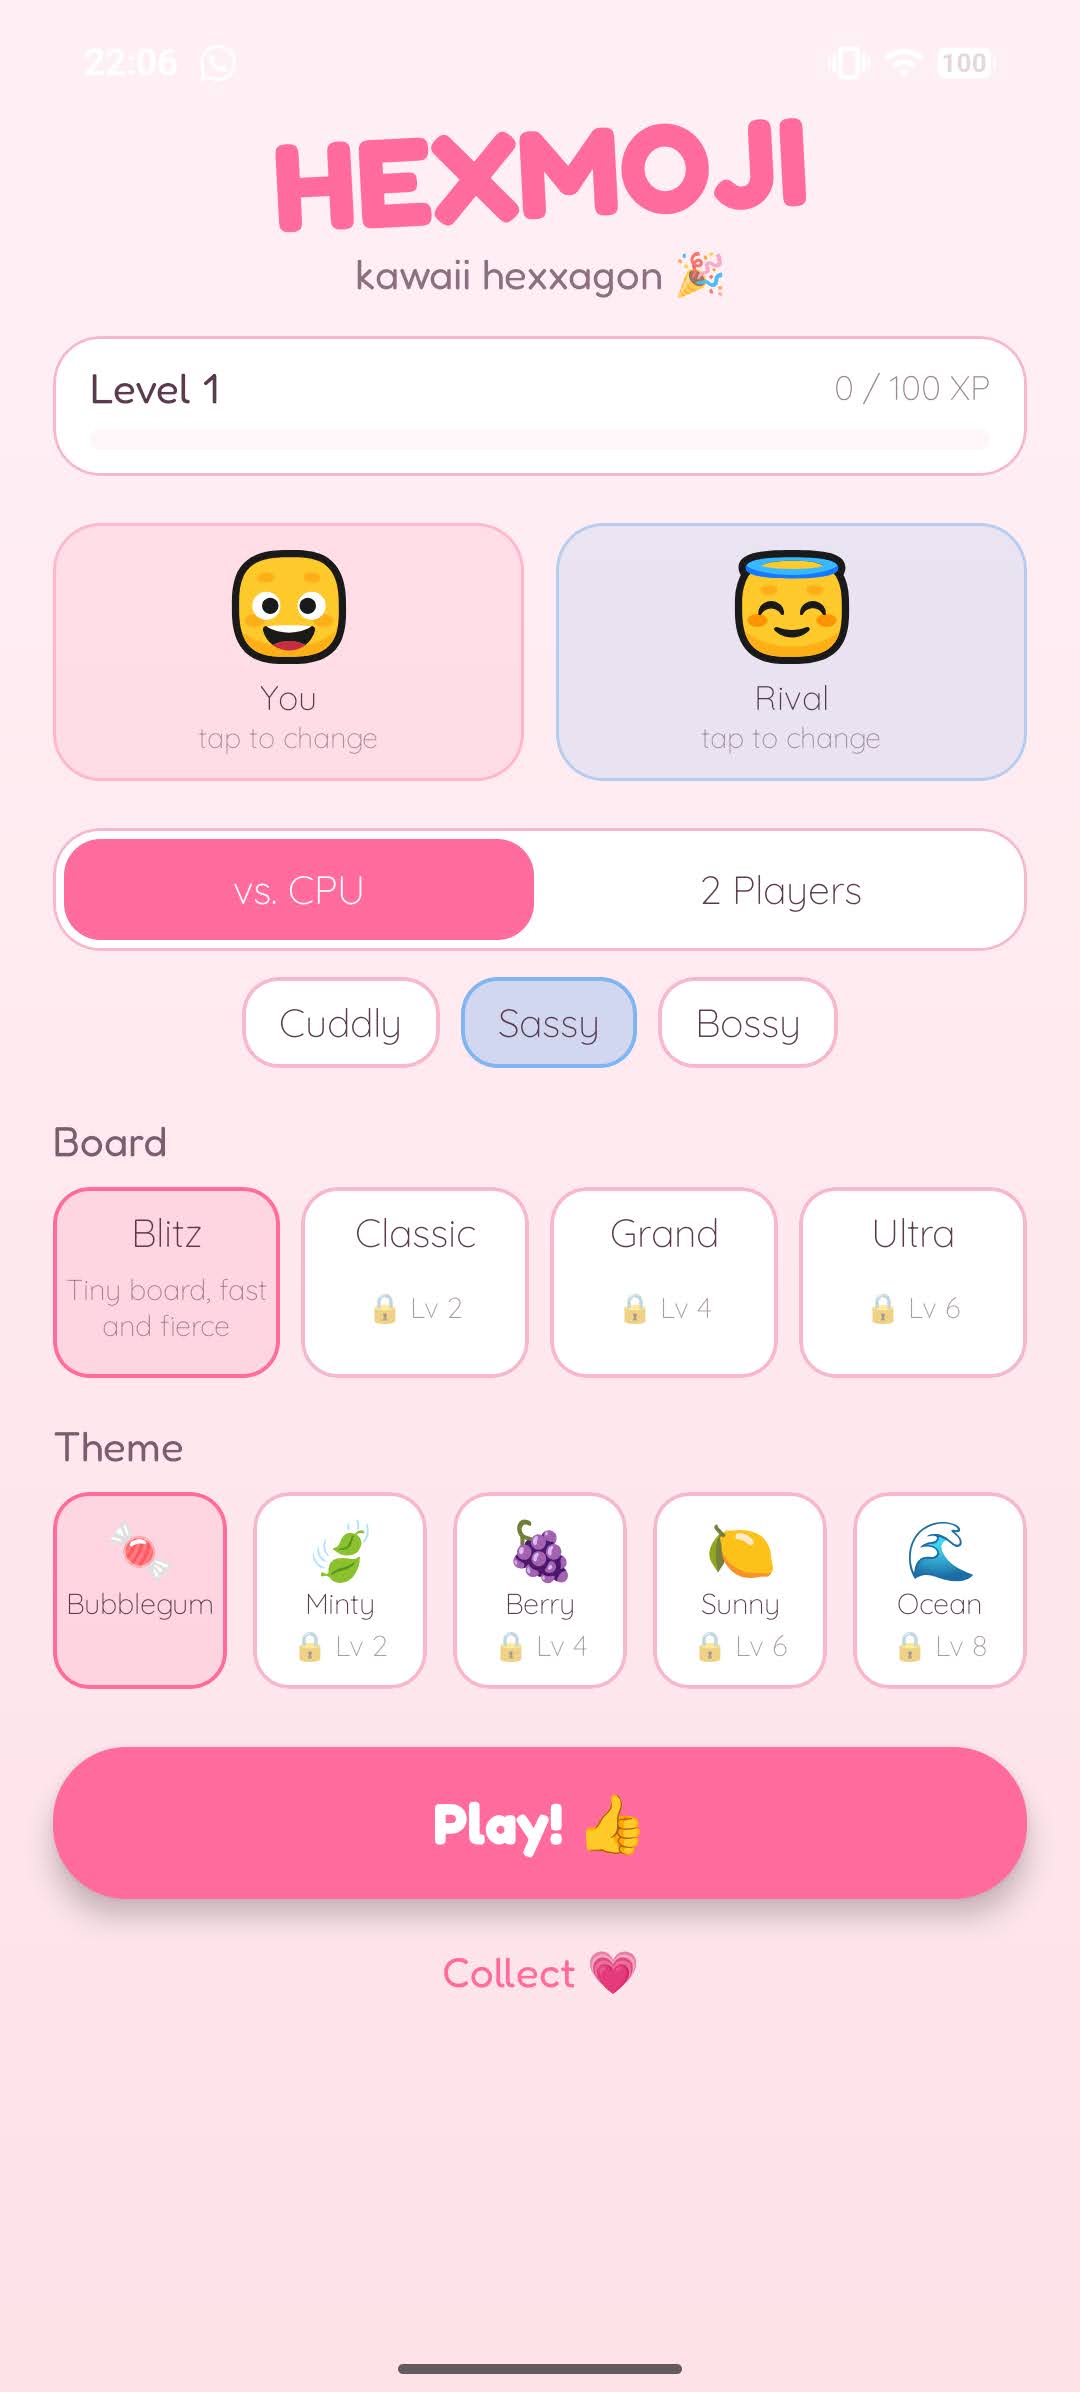 22:06
100
HEXMOJI
kawaii hexxagon 🎉
Level 1
0 / 100 XP
You
tap to change
Rival
tap to change
vs. CPU
2 Players
Cuddly
Sassy
Bossy
Board
Blitz
Tiny board, fast
and fierce
Classic
🔒 Lv 2
Grand
🔒 Lv 4
Ultra
🔒 Lv 6
Theme
Bubblegum
Minty
🔒 Lv 2
Berry
🔒 Lv 4
Sunny
🔒 Lv 6
Ocean
🔒 Lv 8
Play! 👍
Collect 💗